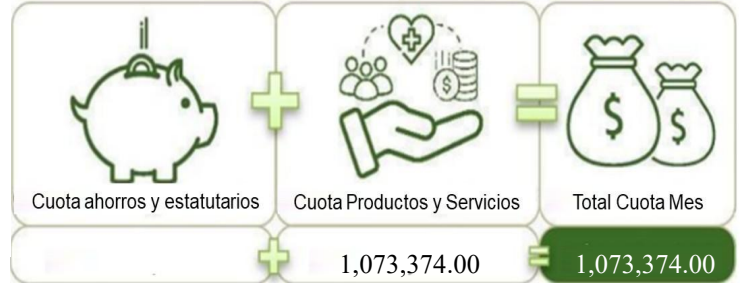 Cuota ahorros y estatutarios
Cuota Productos y Servicios
Total Cuota Mes
+ 1,073,374.00 = 1,073,374.00